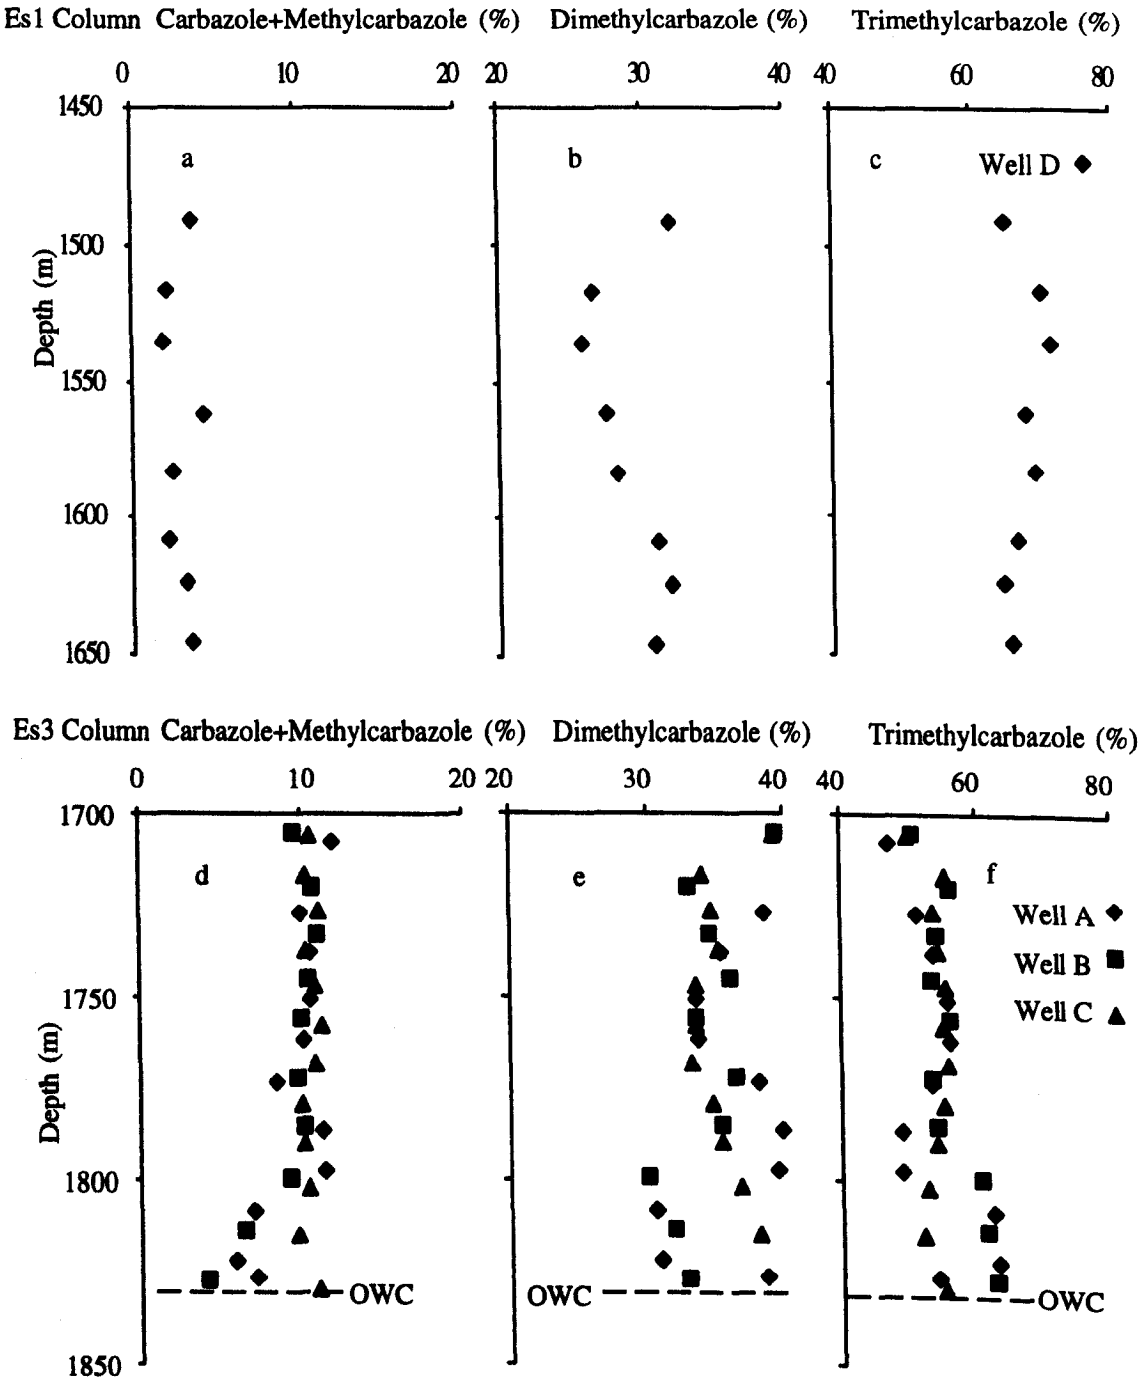 Es1 Column Carbazole+Methylcarbazole (%) Dimethylcarbazole (%) Trimethylcarbazole (%)
0 10 20 20 30 40 40 60 80
1450
a b c Well D
1500
Depth (m)
1550
1600
1650
Es3 Column Carbazole+Methylcarbazole (%) Dimethylcarbazole (%) Trimethylcarbazole (%)
0 10 20 20 30 40 40 60 80
1700
d e f
Well A
Well B
1750
Well C
Depth (m)
1800
OWC OWC OWC
1850